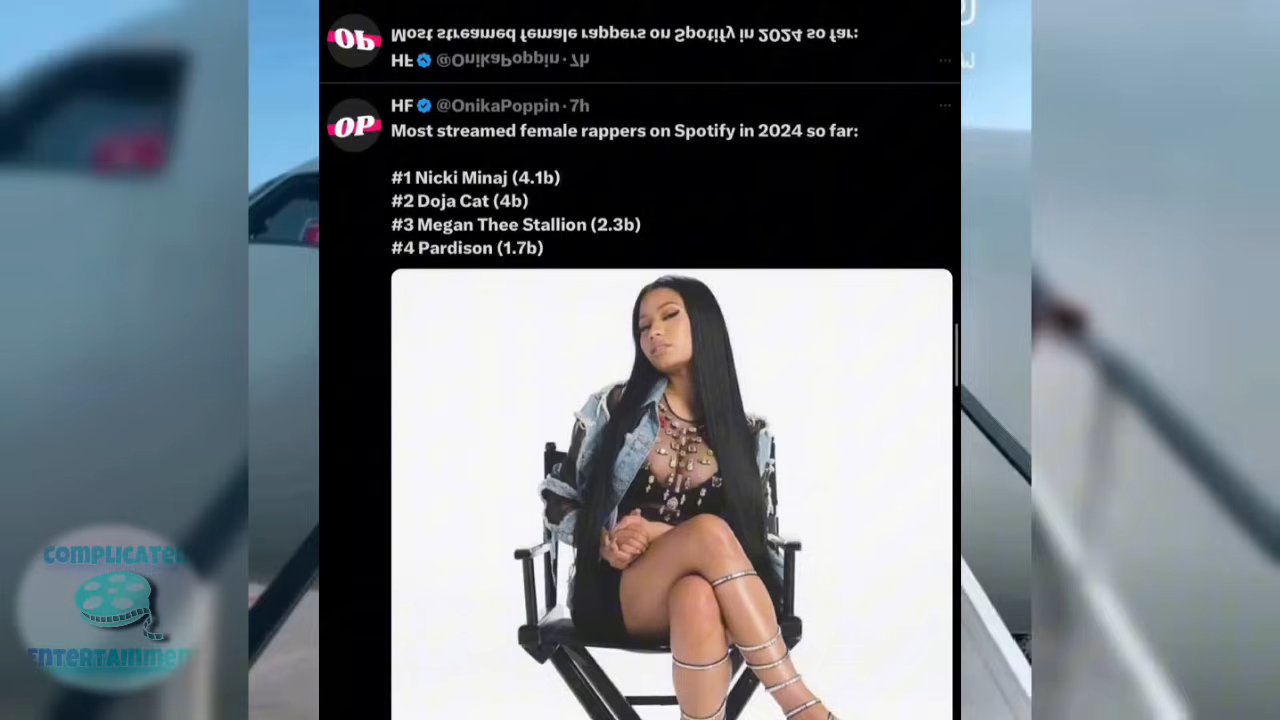 Most streamed female rappers on Spotify in 2024 so far:
HF @OnikaPoppin · 7h
HF @OnikaPoppin · 7h
OP
Most streamed female rappers on Spotify in 2024 so far:
#1 Nicki Minaj (4.1b)
#2 Doja Cat (4b)
#3 Megan Thee Stallion (2.3b)
#4 Pardison (1.7b)
COMPLICATED
ENTERTAINMENT